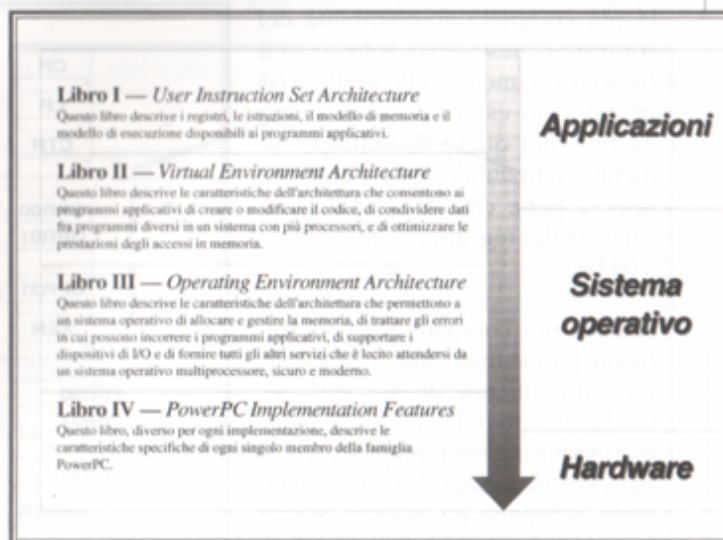 Libro I — User Instruction Set Architecture
Questo libro descrive i registri, le istruzioni, il modello di memoria e il
modello di esecuzione disponibili ai programmi applicativi.
Libro II — Virtual Environment Architecture
Questo libro descrive le caratteristiche dell'architettura che consentono ai
programmi applicativi di creare o modificare il codice, di condividere dati
fra programmi diversi in un sistema con più processori, e di ottimizzare le
prestazioni degli accessi in memoria.
Libro III — Operating Environment Architecture
Questo libro descrive le caratteristiche dell'architettura che permettono a
un sistema operativo di allocare e gestire la memoria, di trattare gli errori
in cui possono incorrere i programmi applicativi, di supportare i
dispositivi di I/O e di fornire tutti gli altri servizi che è lecito attendersi da
un sistema operativo multiprocessore, sicuro e moderno.
Libro IV — PowerPC Implementation Features
Questo libro, diverso per ogni implementazione, descrive le
caratteristiche specifiche di ogni singolo membro della famiglia
PowerPC.
Applicazioni
Sistema
operativo
Hardware